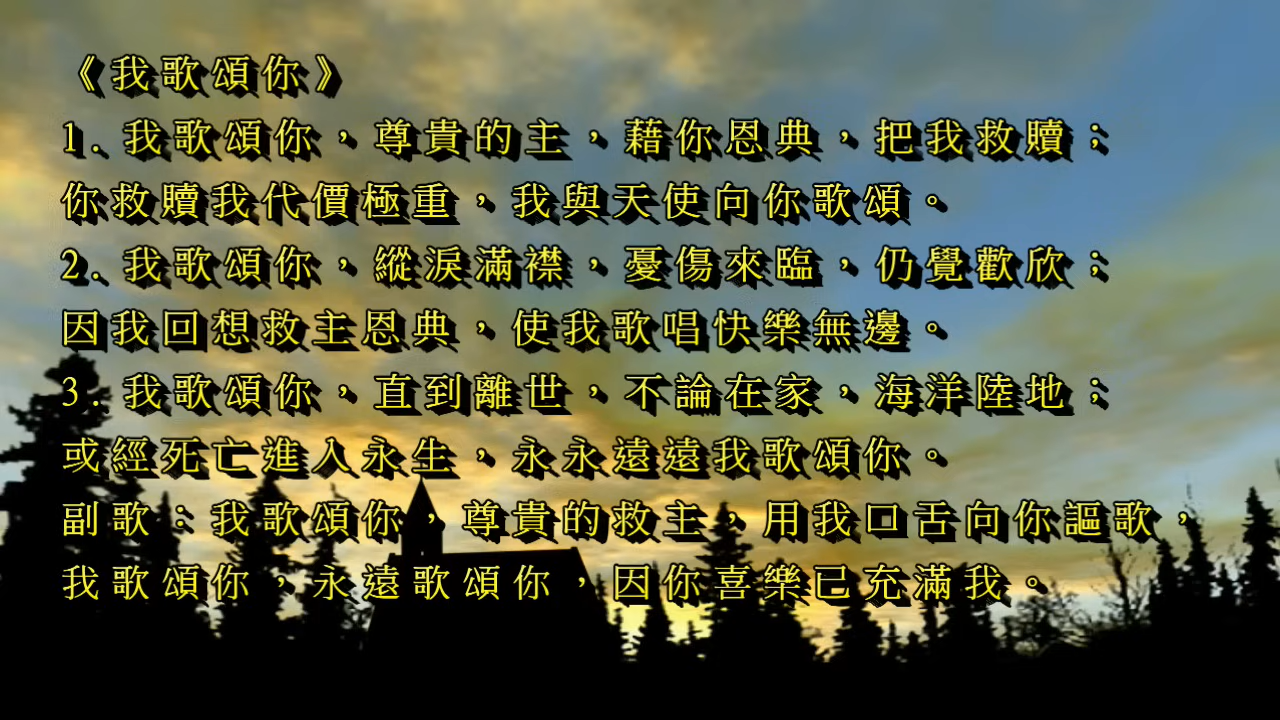 《我歌頌你》
1. 我歌頌你，尊貴的主，藉你恩典，把我救贖；
你救贖我代價極重，我與天使向你歌頌。
2. 我歌頌你，縱淚滿襟，憂傷來臨，仍覺歡欣；
因我回想救主恩典，使我歌唱快樂無邊。
3. 我歌頌你，直到離世，不論在家，海洋陸地；
或經死亡進入永生，永永遠遠我歌頌你。
副歌：我歌頌你，尊貴的救主，用我口舌向你謳歌，
我歌頌你，永遠歌頌你，因你喜樂已充滿我。